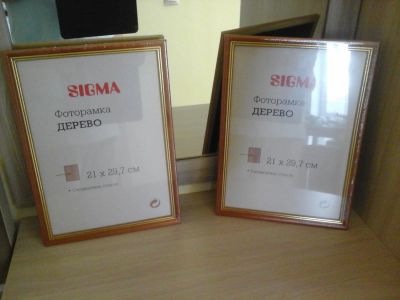 SIGMA
Фоторамка
ДЕРЕВО
21 x 29,7 см
SIGMA
Фоторамка
ДЕРЕВО
21 x 29,7 см